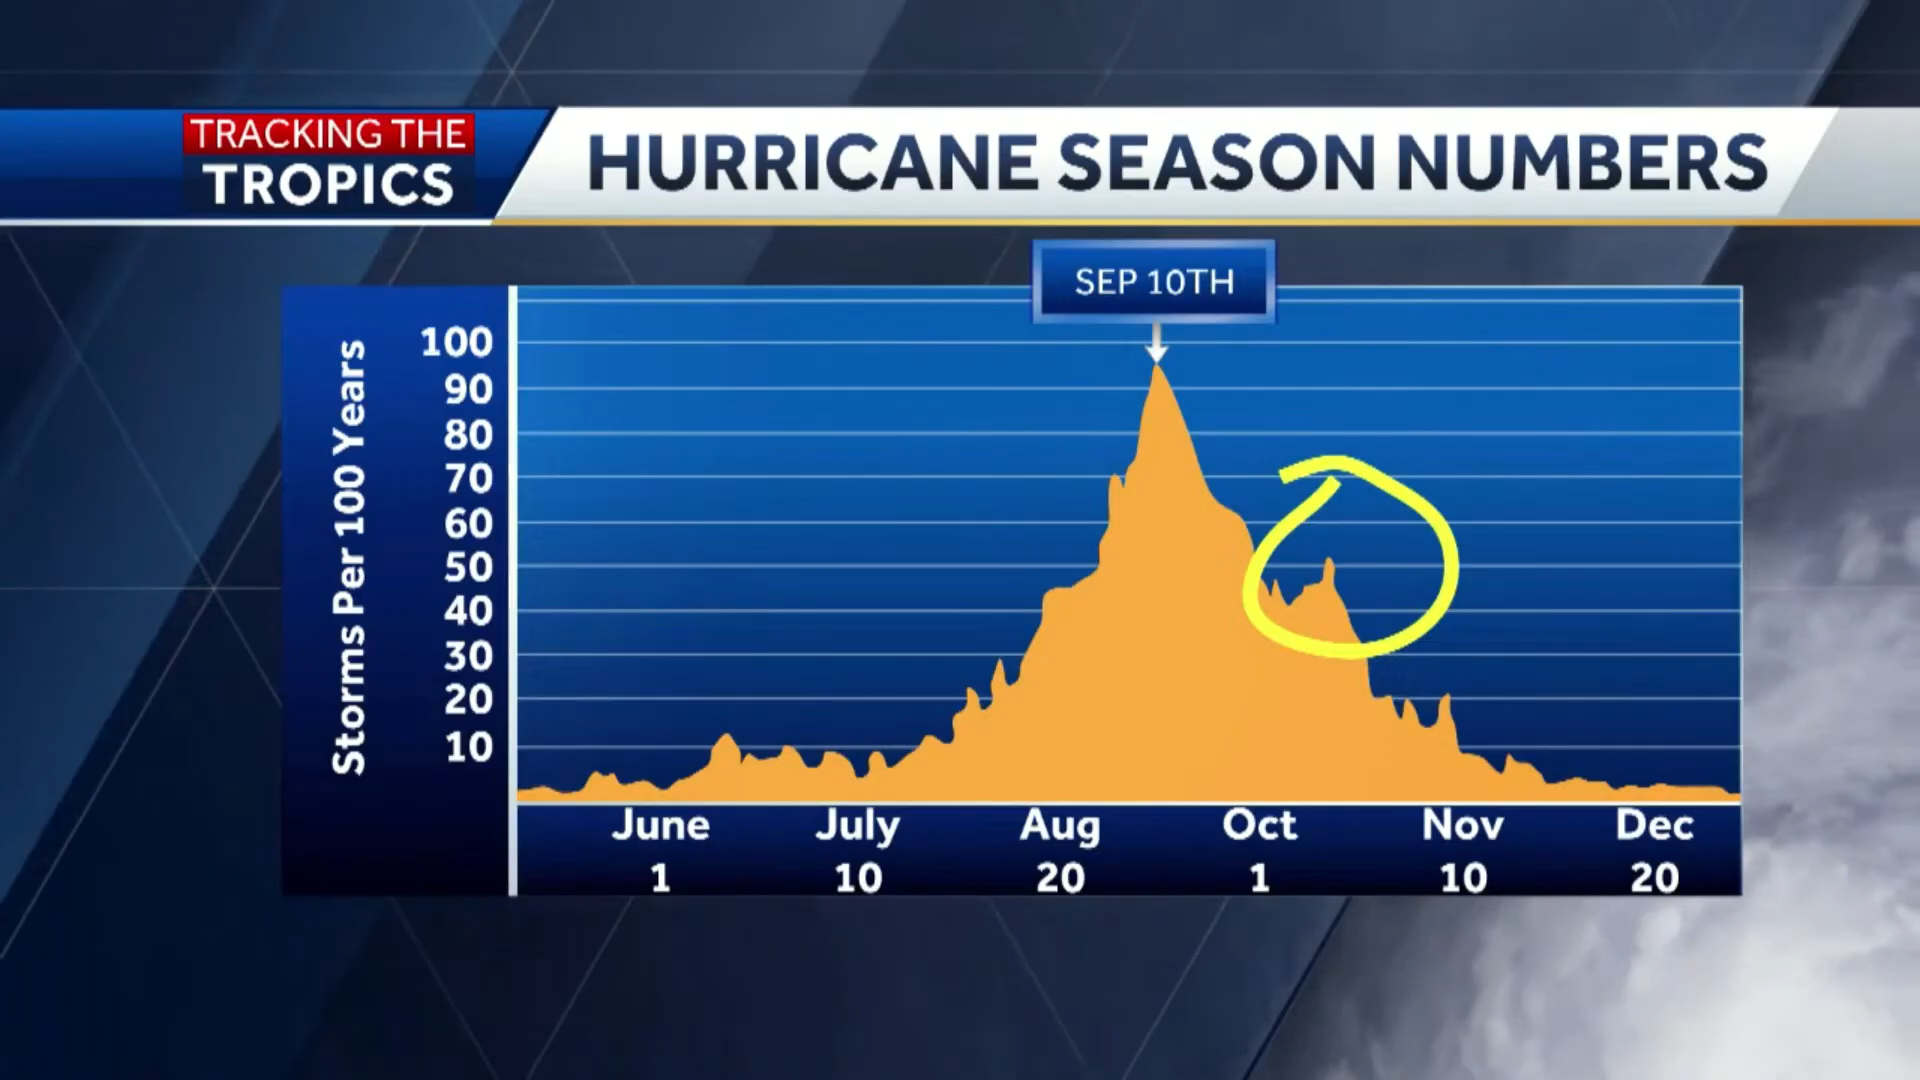 TRACKING THE
TROPICS
HURRICANE SEASON NUMBERS
SEP 10TH
Storms Per 100 Years
100
90
80
70
60
50
40
30
20
10
June
1
July
10
Aug
20
Oct
1
Nov
10
Dec
20